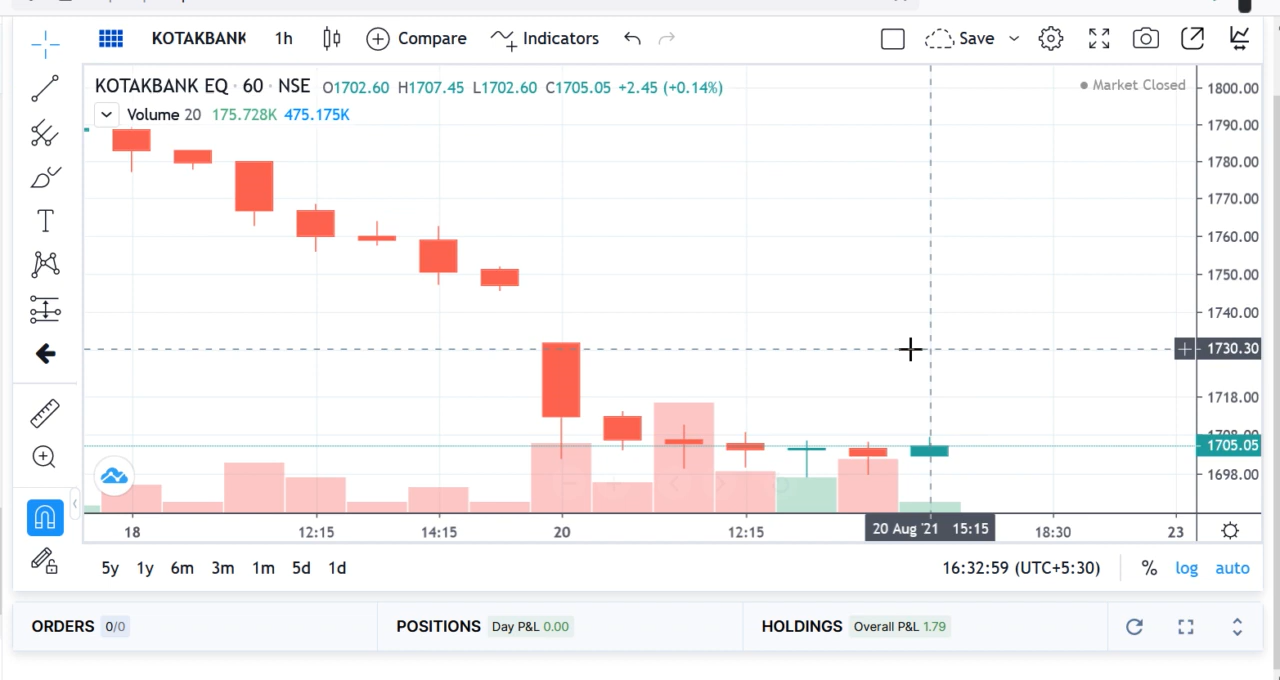 KOTAKBANK 1h Compare Indicators Save
KOTAKBANK EQ · 60 · NSE O1702.60 H1707.45 L1702.60 C1705.05 +2.45 (+0.14%) Market Closed
Volume 20 175.728K 475.175K
1800.00
1790.00
1780.00
1770.00
1760.00
1750.00
1740.00
1730.30
1718.00
1708.00
1705.05
1698.00
T
18 12:15 14:15 20 12:15 20 Aug '21 15:15 18:30 23
5y 1y 6m 3m 1m 5d 1d 16:32:59 (UTC+5:30) % log auto
ORDERS 0/0 POSITIONS Day P&L 0.00 HOLDINGS Overall P&L 1.79